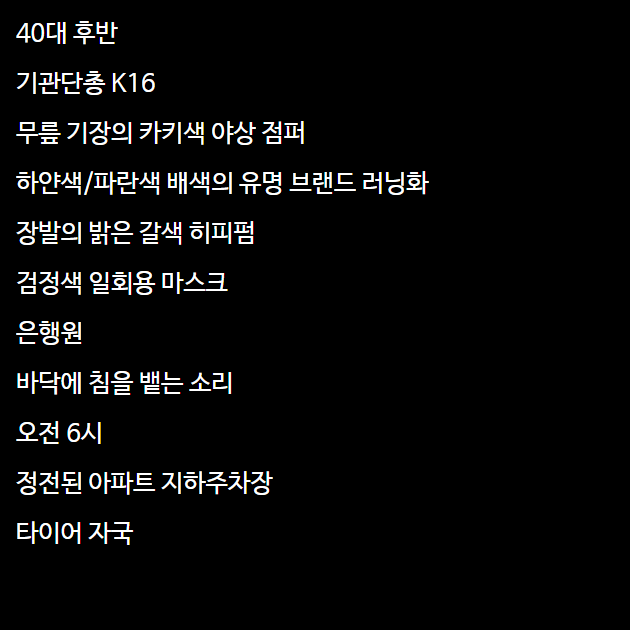 40대 후반
기관단총 K16
무릎 기장의 카키색 야상 점퍼
하얀색/파란색 배색의 유명 브랜드 러닝화
장발의 밝은 갈색 히피펌
검정색 일회용 마스크
은행원
바닥에 침을 뱉는 소리
오전 6시
정전된 아파트 지하주차장
타이어 자국